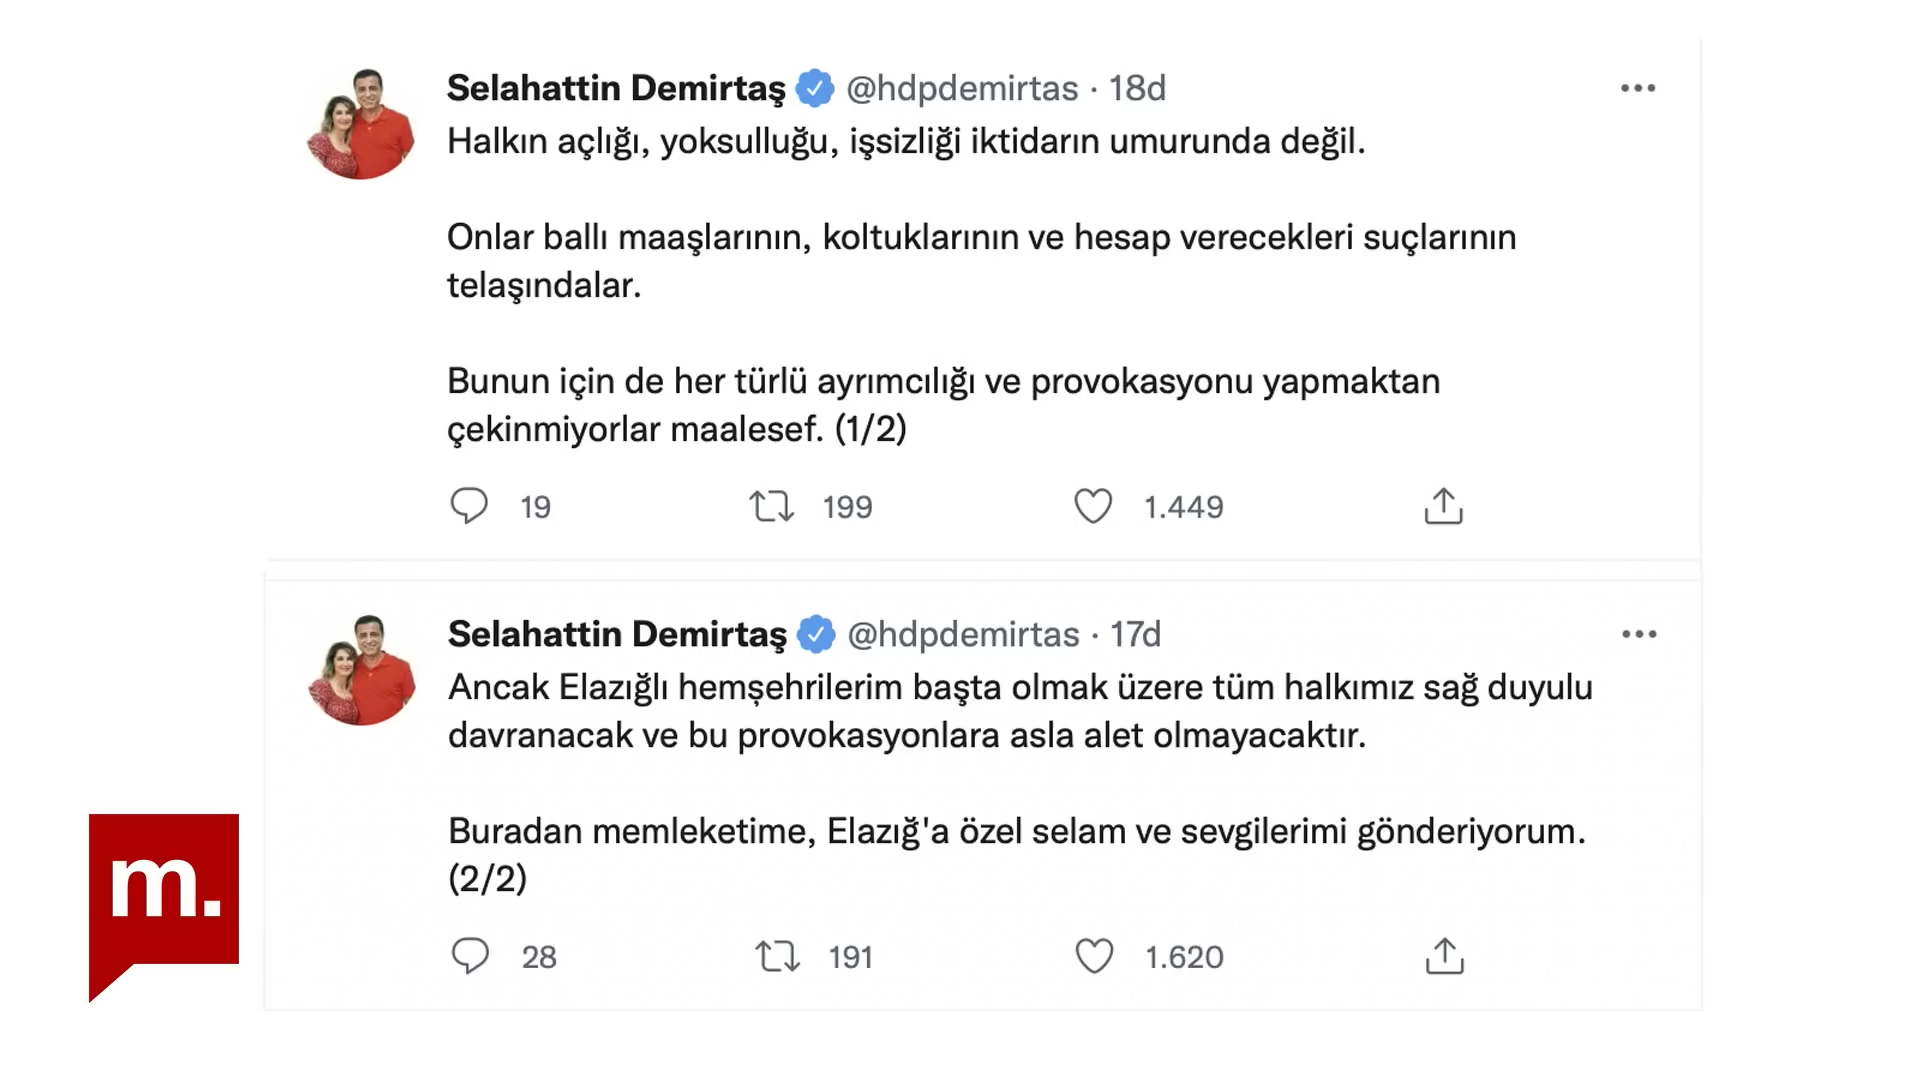 Selahattin Demirtaş @hdpdemirtas · 18d
Halkın açlığı, yoksulluğu, işsizliği iktidarın umurunda değil.
Onlar ballı maaşlarının, koltuklarının ve hesap verecekleri suçlarının
telaşındalar.
Bunun için de her türlü ayrımcılığı ve provokasyonu yapmaktan
çekinmiyorlar maalesef. (1/2)
19 199 1.449
Selahattin Demirtaş @hdpdemirtas · 17d
Ancak Elazığlı hemşehrilerim başta olmak üzere tüm halkımız sağ duyulu
davranacak ve bu provokasyonlara asla alet olmayacaktır.
Buradan memleketime, Elazığ'a özel selam ve sevgilerimi gönderiyorum.
(2/2)
28 191 1.620
m.